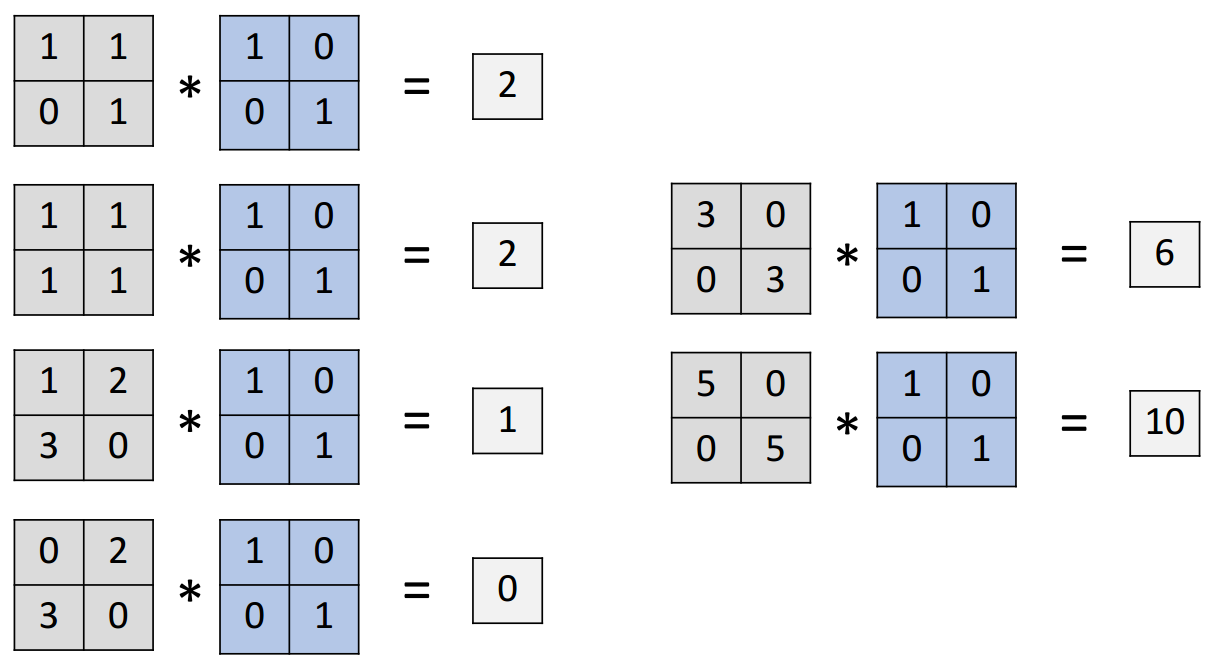 1 1 1 0
0 1 * 0 1 = 2
1 1 1 0
1 1 * 0 1 = 2
1 2 1 0
3 0 * 0 1 = 1
0 2 1 0
3 0 * 0 1 = 0
3 0 1 0
0 3 * 0 1 = 6
5 0 1 0
0 5 * 0 1 = 10